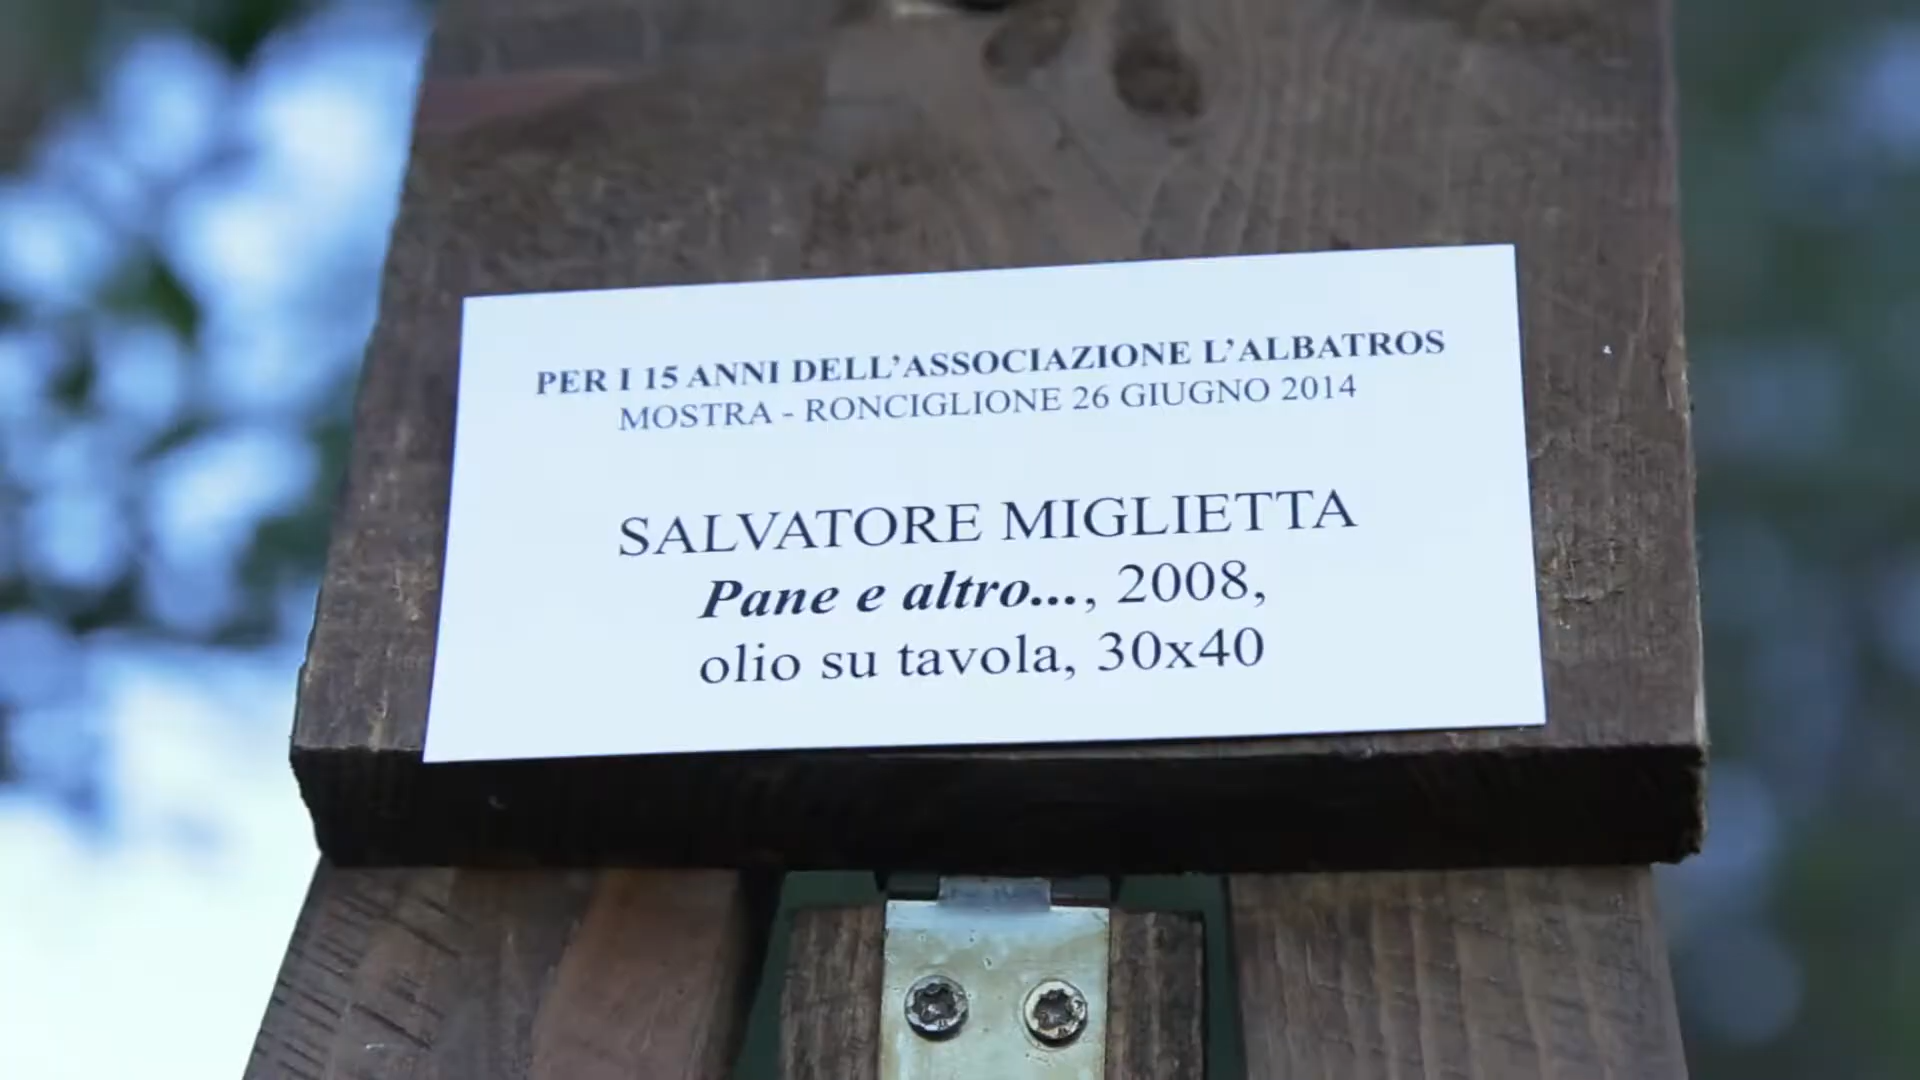 PER I 15 ANNI DELL’ASSOCIAZIONE L’ALBATROS
MOSTRA - RONCIGLIONE 26 GIUGNO 2014
SALVATORE MIGLIETTA
Pane e altro..., 2008,
olio su tavola, 30x40